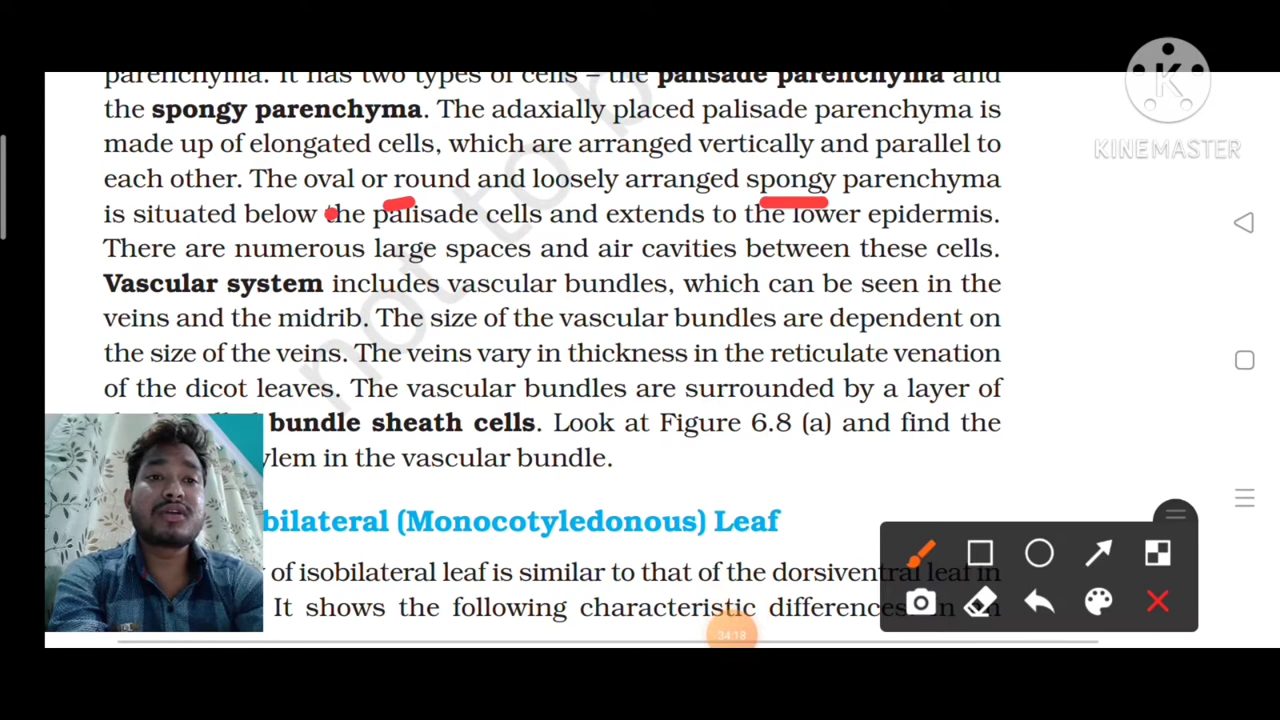 parenchyma. It has two types of cells – the palisade parenchyma and
the spongy parenchyma. The adaxially placed palisade parenchyma is
made up of elongated cells, which are arranged vertically and parallel to
each other. The oval or round and loosely arranged spongy parenchyma
is situated below the palisade cells and extends to the lower epidermis.
There are numerous large spaces and air cavities between these cells.
Vascular system includes vascular bundles, which can be seen in the
veins and the midrib. The size of the vascular bundles are dependent on
the size of the veins. The veins vary in thickness in the reticulate venation
of the dicot leaves. The vascular bundles are surrounded by a layer of
bundle sheath cells. Look at Figure 6.8 (a) and find the
ylem in the vascular bundle.
bilateral (Monocotyledonous) Leaf
of isobilateral leaf is similar to that of the dorsiventral leaf in
It shows the following characteristic differences. In an
not to b
K
KINEMASTER
34:18